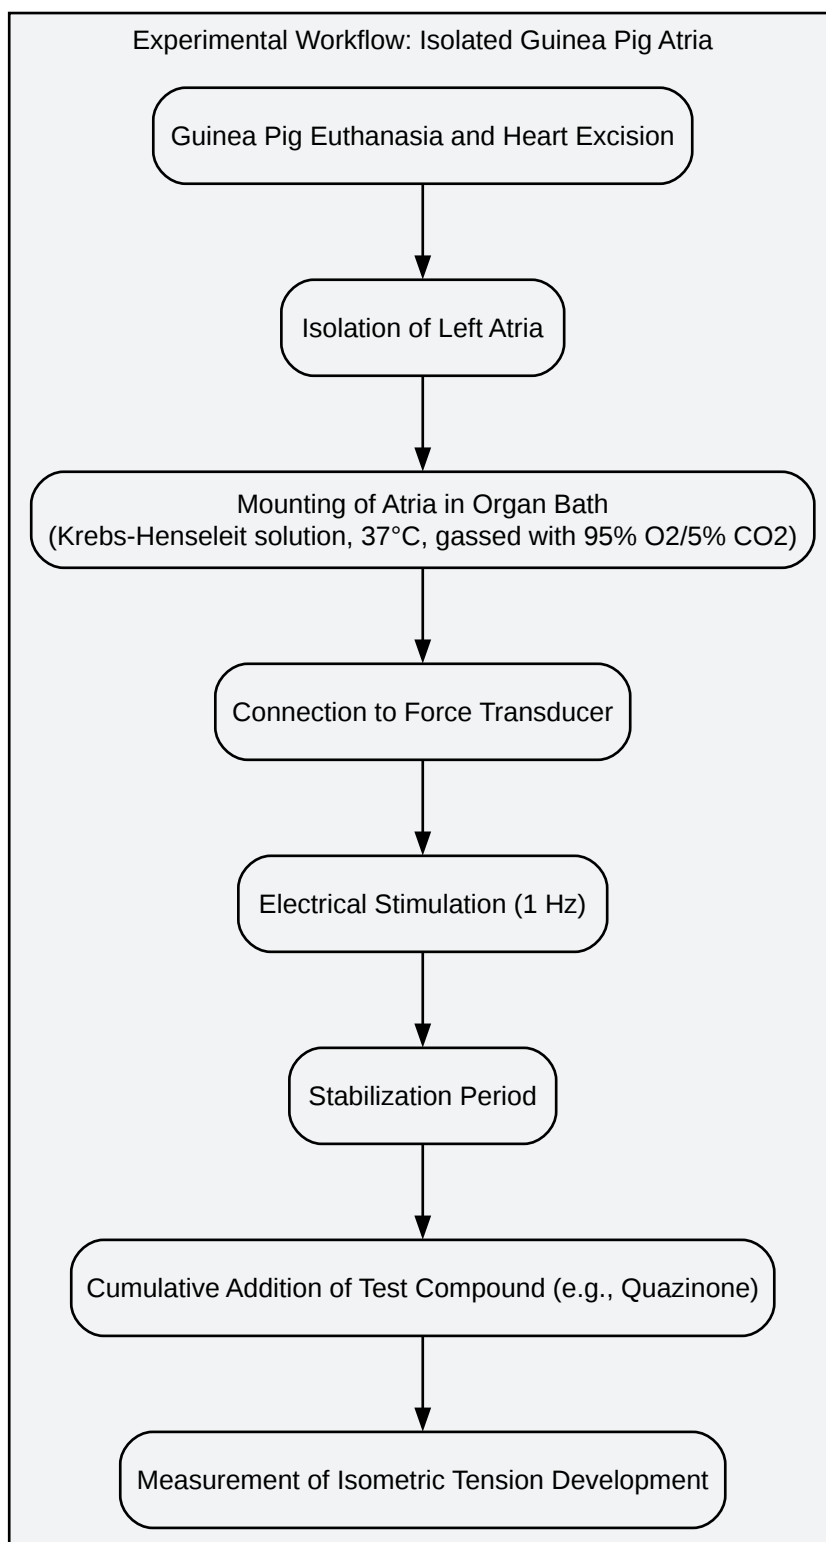 Experimental Workflow: Isolated Guinea Pig Atria
Guinea Pig Euthanasia and Heart Excision
Isolation of Left Atria
Mounting of Atria in Organ Bath
(Krebs-Henseleit solution, 37°C, gassed with 95% O2/5% CO2)
Connection to Force Transducer
Electrical Stimulation (1 Hz)
Stabilization Period
Cumulative Addition of Test Compound (e.g., Quazinone)
Measurement of Isometric Tension Development